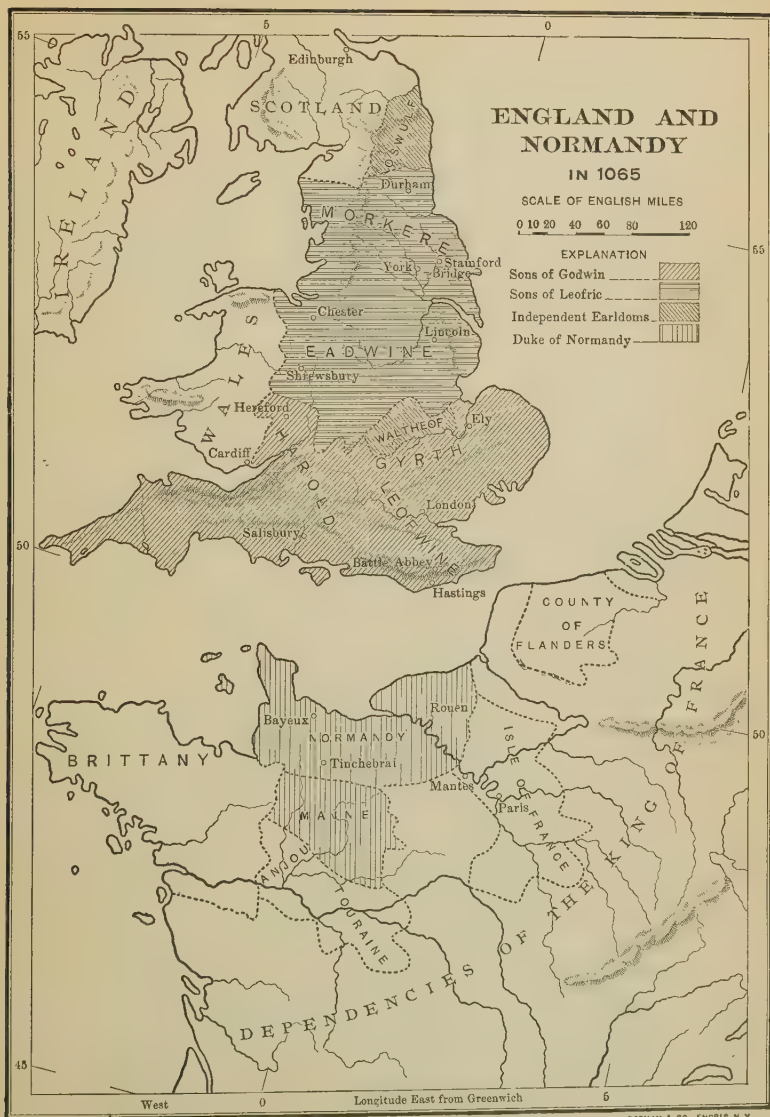 5
0
55
Edinburgh
SCOTLAND
IRELAND
OSWULF
ENGLAND AND
NORMANDY
IN 1065
SCALE OF ENGLISH MILES
0 10 20 40 60 80 120
EXPLANATION
Sons of Godwin
Sons of Leofric
Independent Earldoms
Duke of Normandy
55
Durham
MORKERE
York
Stamford
Bridge
Chester
Lincoln
EADWINE
Shrewsbury
WALES
Hereford
WALTHEOF
Ely
Cardiff
HAROLD
GYRTH
LEOFWINE
London
50
Salisbury
Battle Abbey
Hastings
COUNTY
OF
FLANDERS
Bayeux
NORMANDY
Rouen
50
BRITTANY
Tinchebrai
Mantes
ISLE OF FRANCE
Paris
MAINE
ANJOU
TOURAINE
DEPENDENCIES OF THE KING OF FRANCE
45
West
0
Longitude East from Greenwich
5